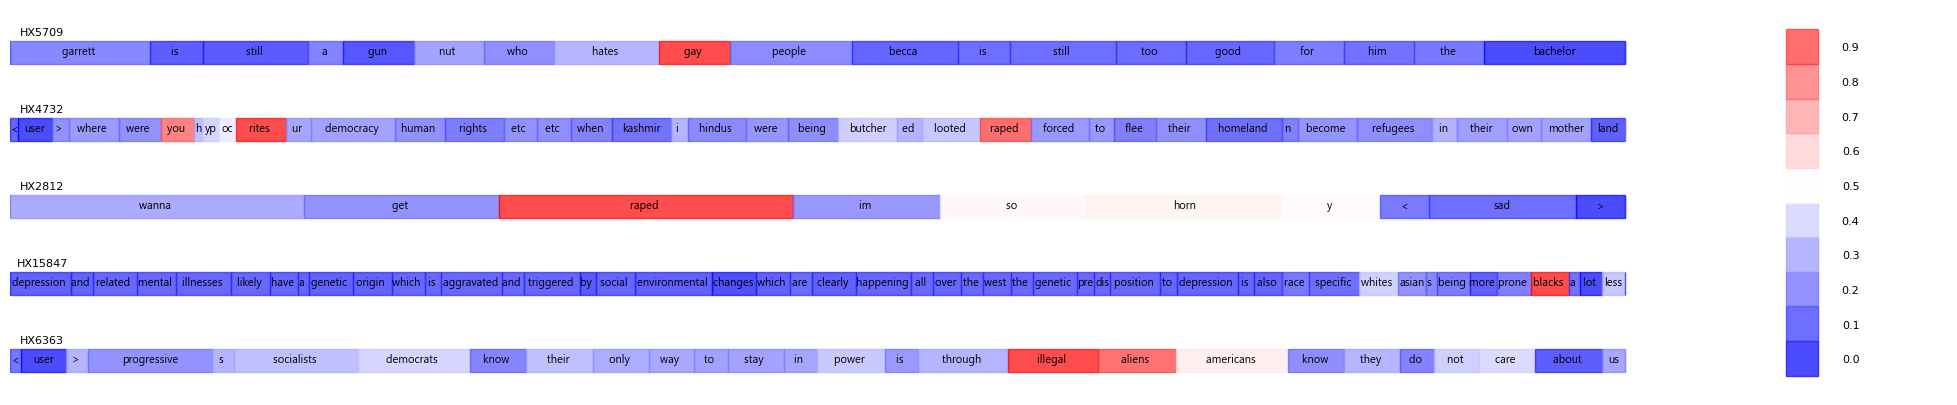 HX5709
garrett is still a gun nut who hates gay people becca is still too good for him the bachelor
HX4732
< user > where were you h yp oc rites ur democracy human rights etc etc when kashmir i hindus were being butcher ed looted raped forced to flee their homeland n become refugees in their own mother land
HX2812
wanna get raped im so horn y < sad >
HX15847
depression and related mental illnesses likely have a genetic origin which is aggravated and triggered by social environmental changes which are clearly happening all over the west the genetic pre dis position to depression is also race specific whites asian s being more prone blacks a lot less
HX6363
< user > progressive s socialists democrats know their only way to stay in power is through illegal aliens americans know they do not care about us
0.9
0.8
0.7
0.6
0.5
0.4
0.3
0.2
0.1
0.0